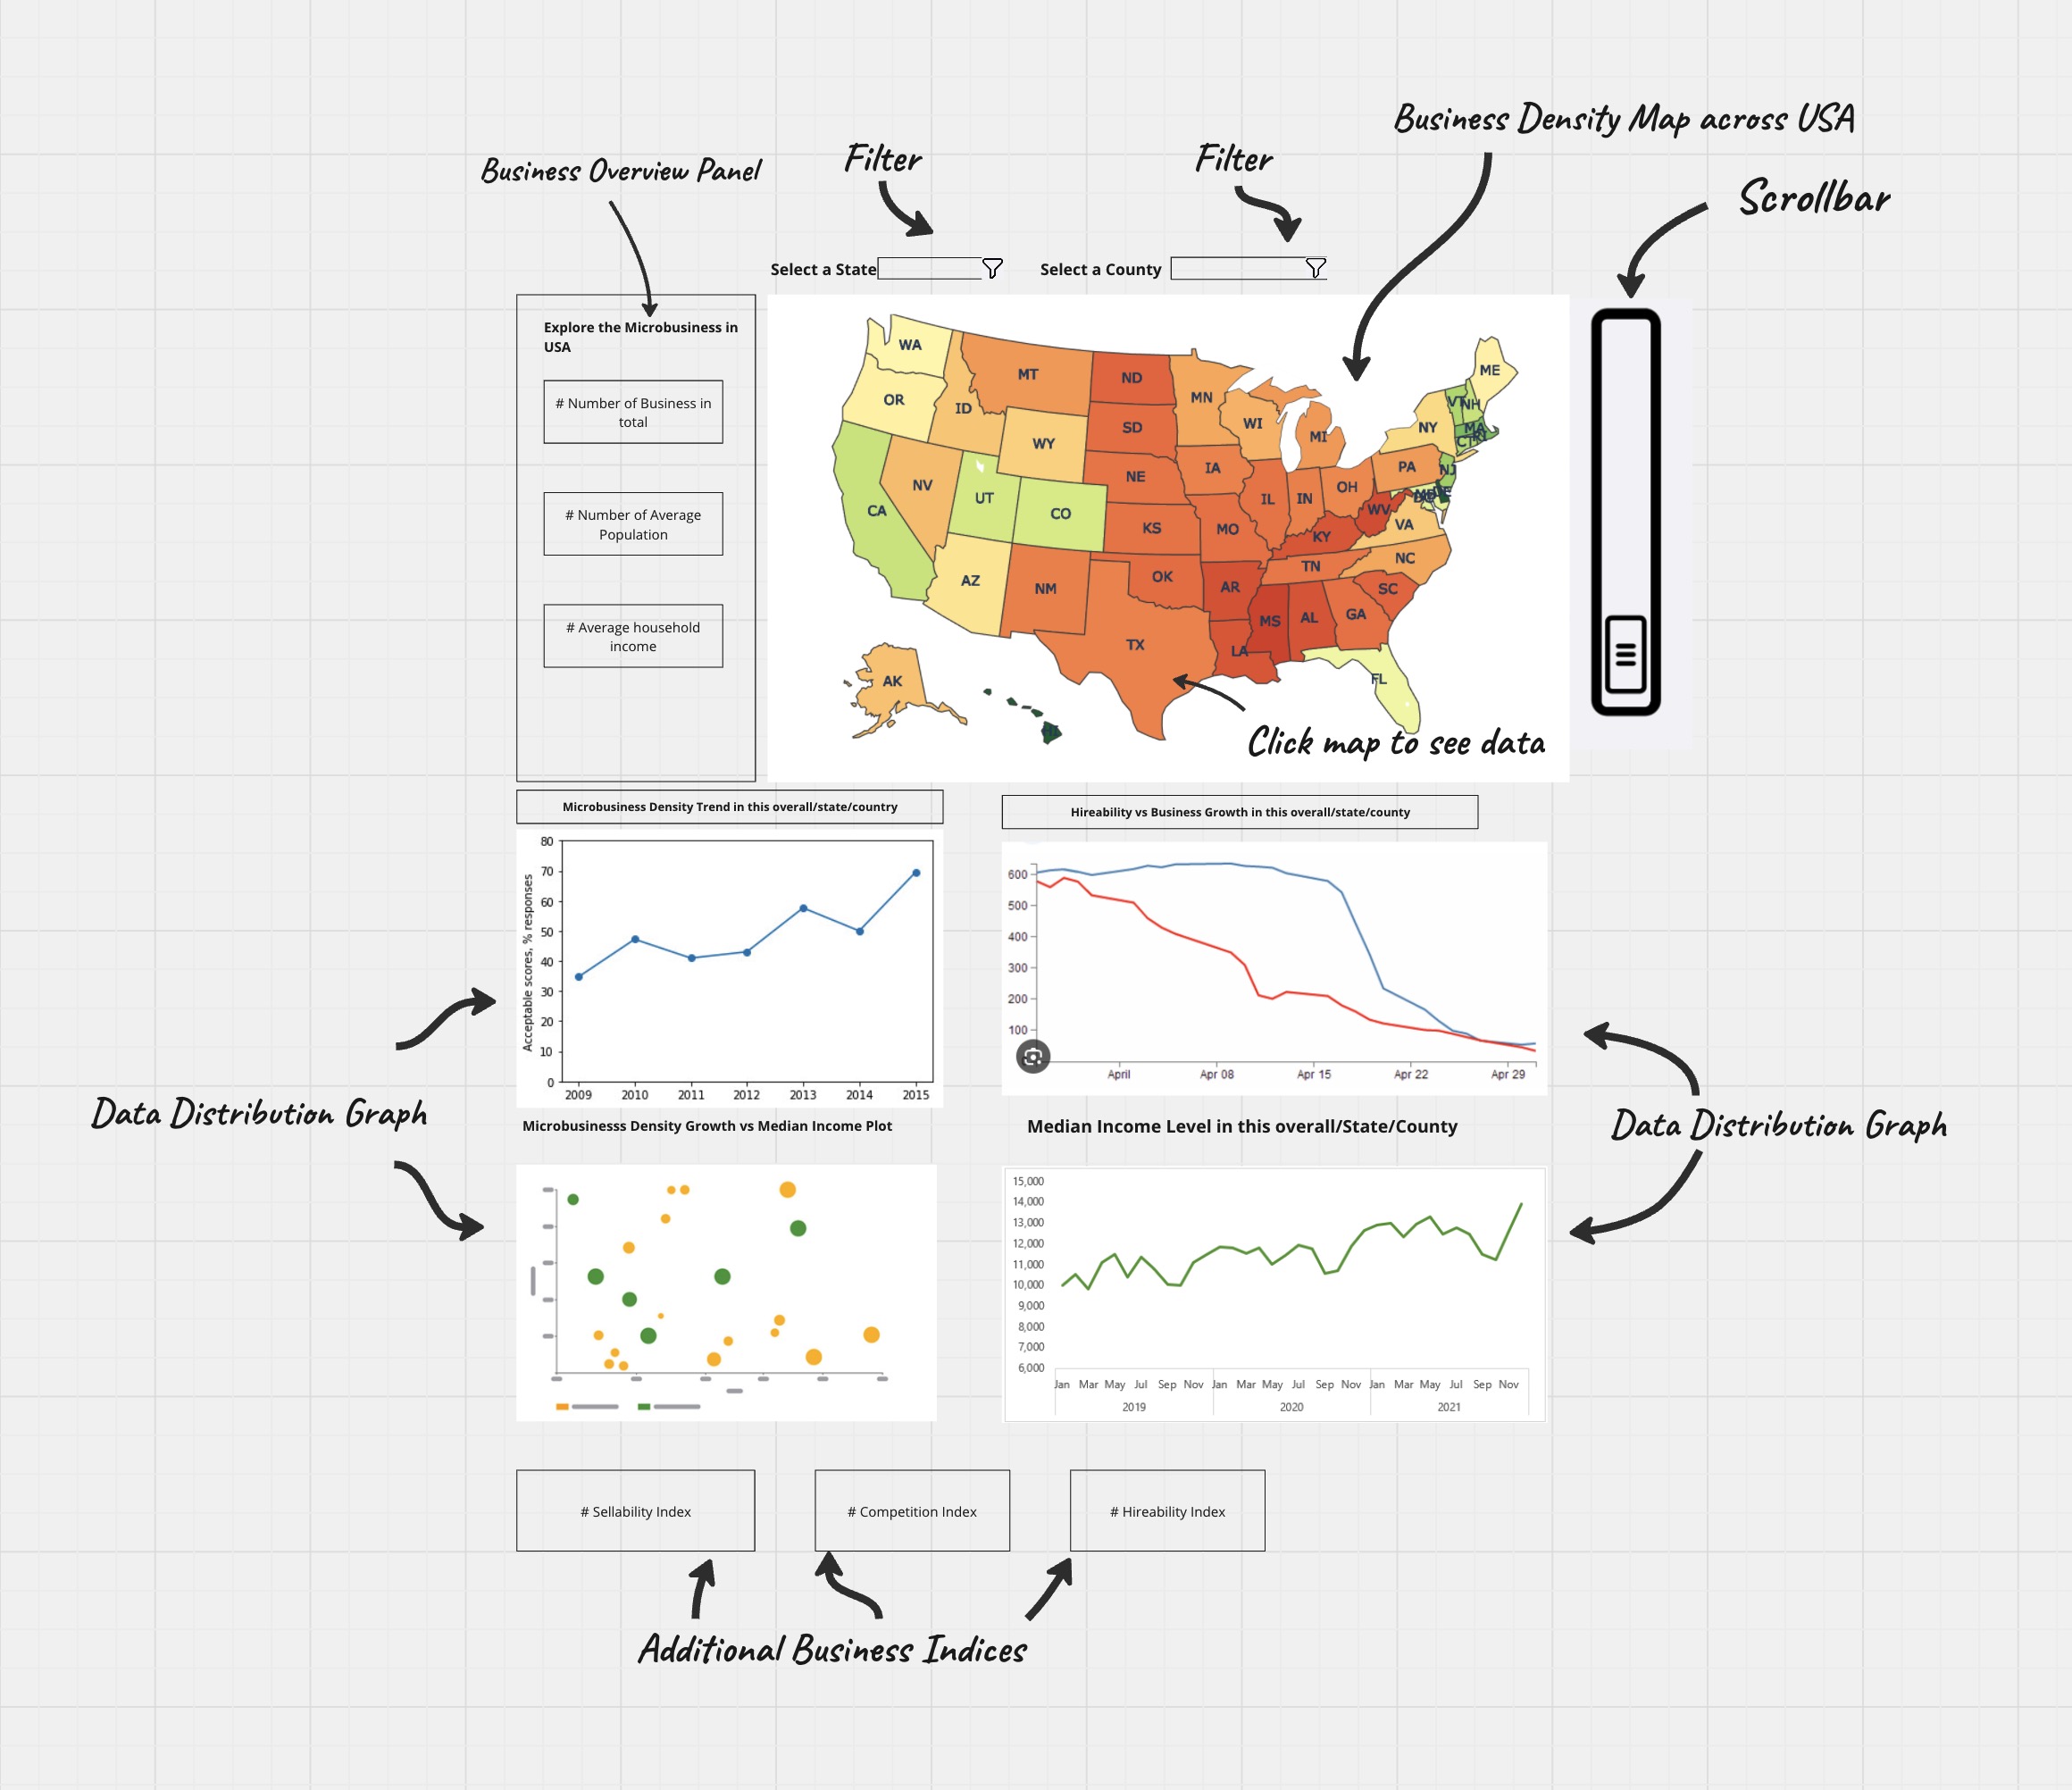 Business Density Map across USA
Filter
Filter
Business Overview Panel
Scrollbar
Select a State
Select a County
Explore the Microbusiness in
USA
# Number of Business in
total
# Number of Average
Population
# Average household
income
WA
OR
CA
ID
NV
MT
WY
UT
AZ
CO
NM
ND
SD
NE
KS
OK
TX
MN
IA
MO
AR
LA
WI
IL
MI
IN
OH
KY
TN
MS
AL
GA
FL
SC
NC
VA
WV
PA
NY
VT
NH
ME
MA
RI
CT
NJ
DE
MD
DC
AK
HI
Click map to see data
Microbusiness Density Trend in this overall/state/country
Acceptable scores, % responses
80
70
60
50
40
30
20
10
0
2009 2010 2011 2012 2013 2014 2015
Hireability vs Business Growth in this overall/state/county
600
500
400
300
200
100
April Apr 08 Apr 15 Apr 22 Apr 29
Data Distribution Graph
Data Distribution Graph
Microbusinesss Density Growth vs Median Income Plot
Median Income Level in this overall/State/County
15,000
14,000
13,000
12,000
11,000
10,000
9,000
8,000
7,000
6,000
Jan Mar May Jul Sep Nov Jan Mar May Jul Sep Nov Jan Mar May Jul Sep Nov
2019 2020 2021
# Sellability Index
# Competition Index
# Hireability Index
Additional Business Indices